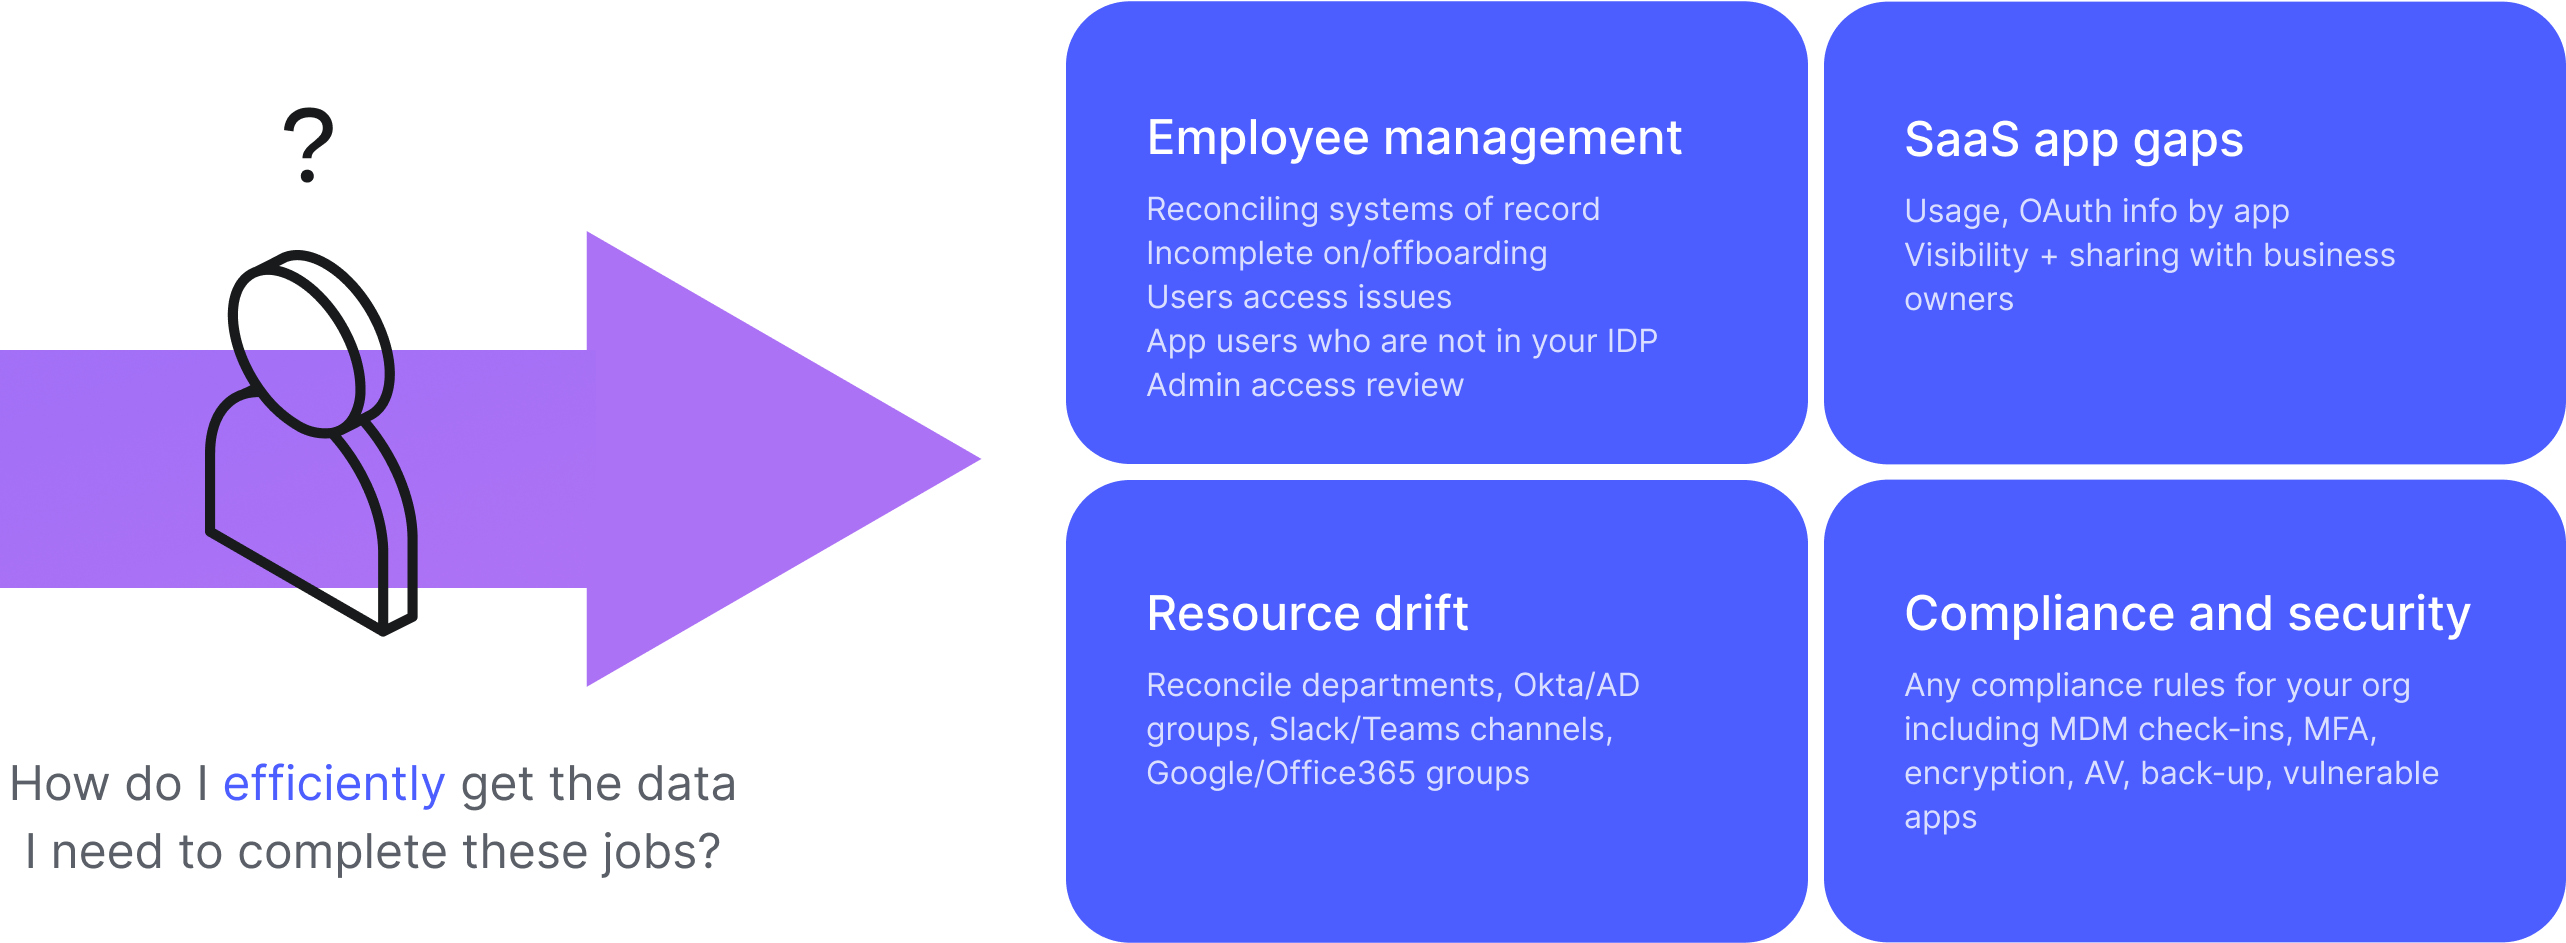 ?
How do I efficiently get the data
I need to complete these jobs?
Employee management
Reconciling systems of record
Incomplete on/offboarding
Users access issues
App users who are not in your IDP
Admin access review
SaaS app gaps
Usage, OAuth info by app
Visibility + sharing with business
owners
Resource drift
Reconcile departments, Okta/AD
groups, Slack/Teams channels,
Google/Office365 groups
Compliance and security
Any compliance rules for your org
including MDM check-ins, MFA,
encryption, AV, back-up, vulnerable
apps